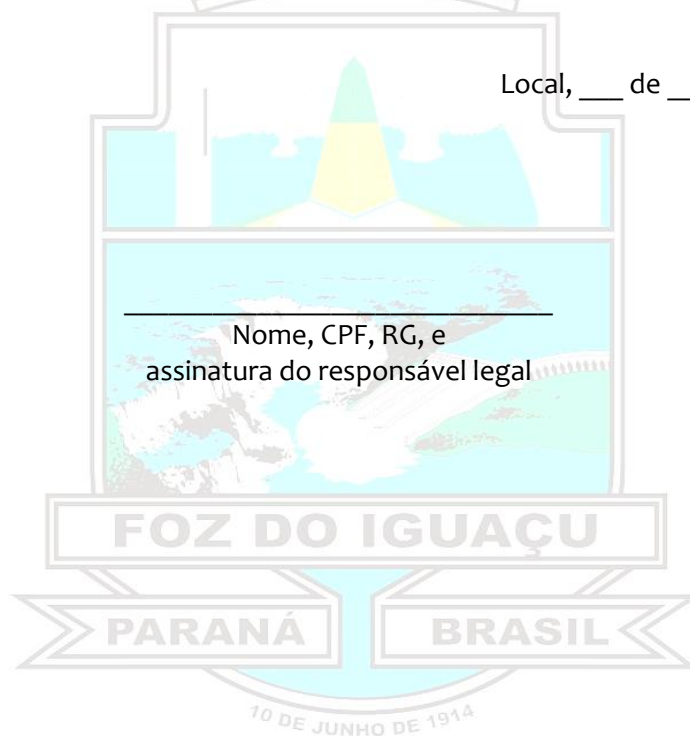 Local, ___ de __
_______________________________
Nome, CPF, RG, e
assinatura do responsável legal
FOZ DO IGUAÇU
PARANÁ BRASIL
10 DE JUNHO DE 1914